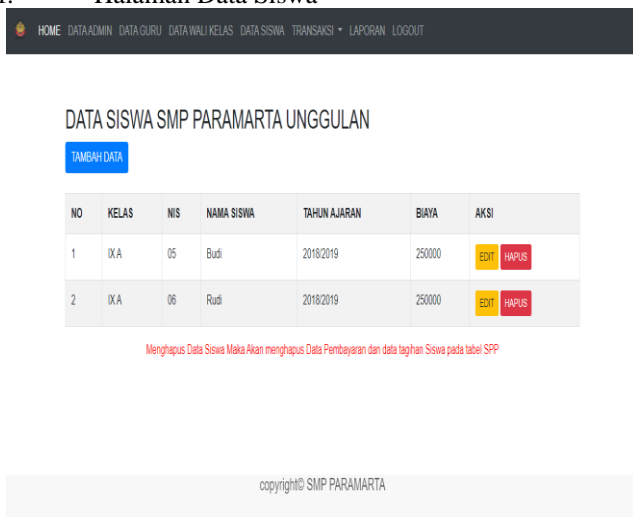 Halaman Data Siswa
HOME DATA ADMIN DATA GURU DATA WALI KELAS DATA SISWA TRANSAKSI LAPORAN LOGOUT
DATA SISWA SMP PARAMARTA UNGGULAN
TAMBAH DATA
NO KELAS NIS NAMA SISWA TAHUN AJARAN BIAYA AKSI
1 IX.A 05 Budi 2018/2019 250000 EDIT HAPUS
2 IX.A 06 Rudi 2018/2019 250000 EDIT HAPUS
Menghapus Data Siswa Maka Akan menghapus Data Pembayaran dan data tagihan Siswa pada tabel SPP
copyright© SMP PARAMARTA